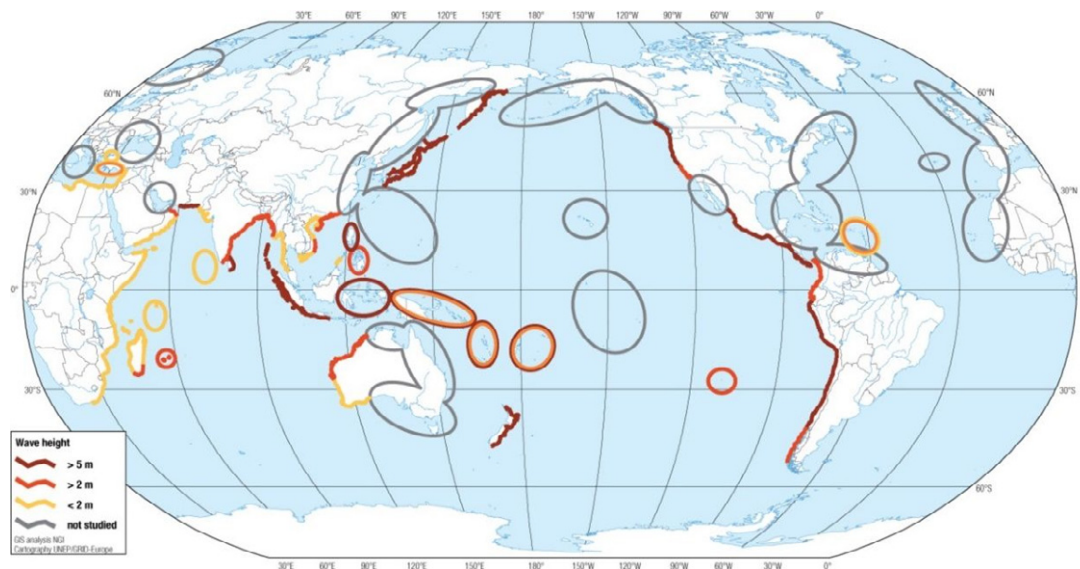 30°E 60°E 90°E 120°E 150°E 180° 150°W 120°W 90°W 60°W 30°W 0°
60°N 60°N
30°N 30°N
0° 0°
30°S 30°S
60°S
Wave height
> 5 m
> 2 m
< 2 m
not studied
GIS analysis NGI
Cartography UNEP/GRID-Europe
30°E 60°E 90°E 120°E 150°E 180° 150°W 120°W 90°W 60°W 30°W 0°